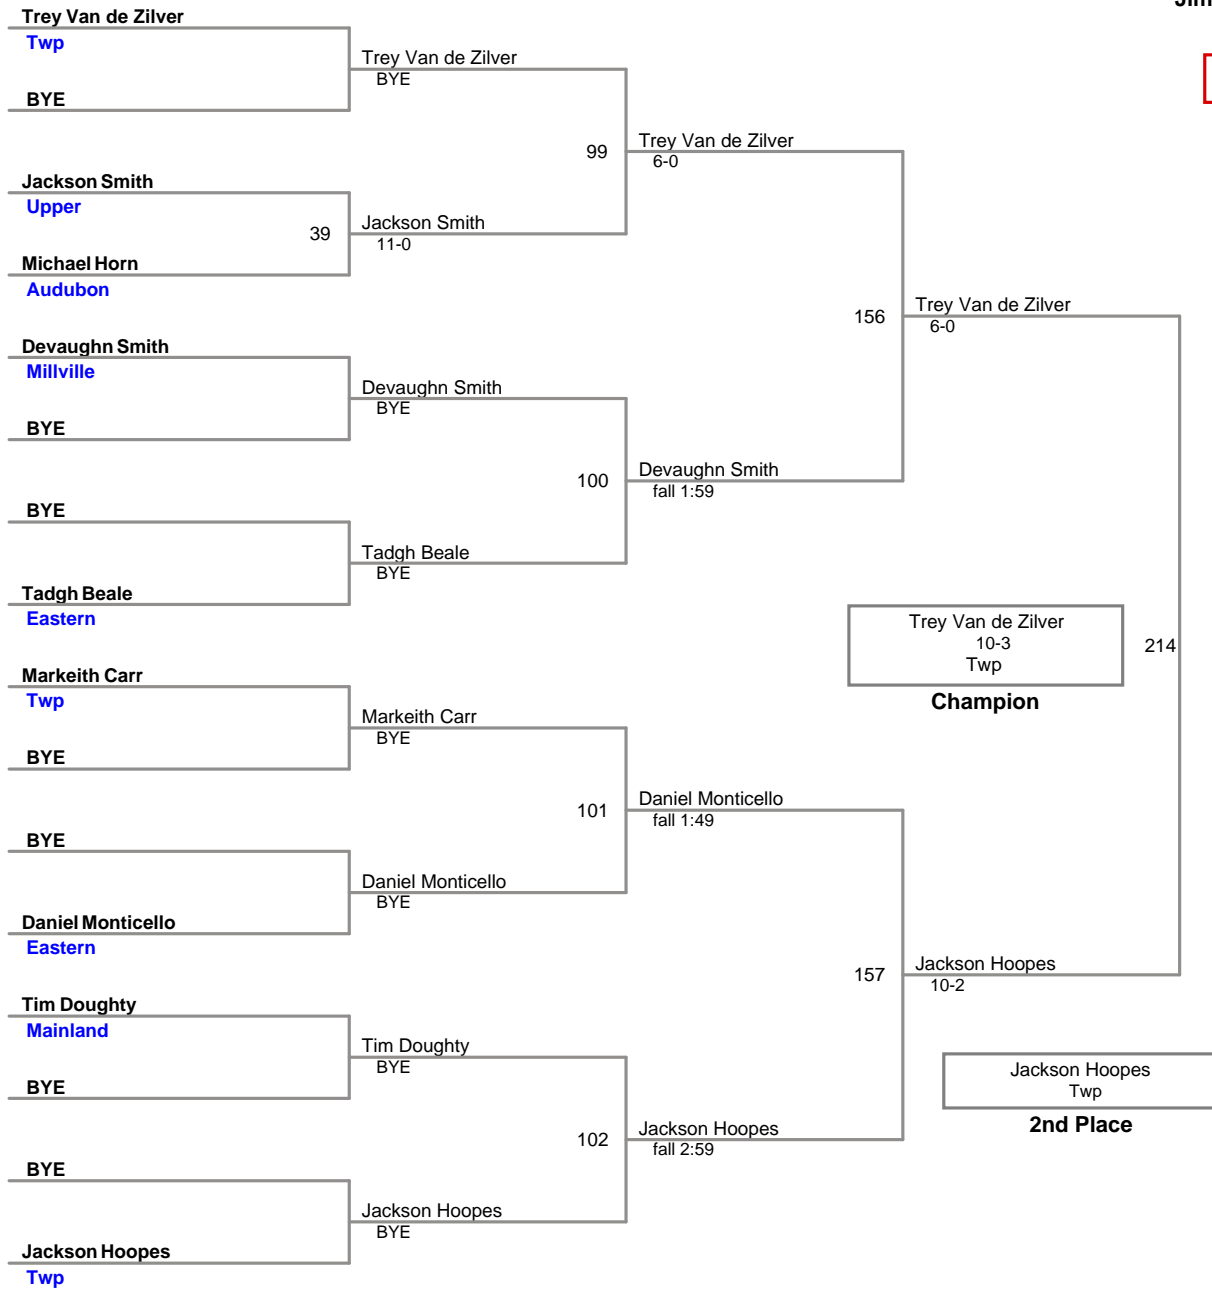 Trey Van de Zilver
Twp
BYE
Jackson Smith
Upper
39
Michael Horn
Audubon
Devaughn Smith
Millville
BYE
BYE
Tadgh Beale
Eastern
Markeith Carr
Twp
BYE
BYE
Daniel Monticello
Eastern
Tim Doughty
Mainland
BYE
BYE
Jackson Hoopes
Twp
Trey Van de Zilver
BYE
99
Jackson Smith
11-0
Devaughn Smith
BYE
100
Tadgh Beale
BYE
Markeith Carr
BYE
101
Daniel Monticello
BYE
Tim Doughty
BYE
102
Jackson Hoopes
BYE
Trey Van de Zilver
6-0
156
Devaughn Smith
fall 1:59
Daniel Monticello
fall 1:49
157
Jackson Hoopes
fall 2:59
Trey Van de Zilver
6-0
214
Jackson Hoopes
10-2
Trey Van de Zilver
10-3
Twp
Champion
Jackson Hoopes
Twp
2nd Place